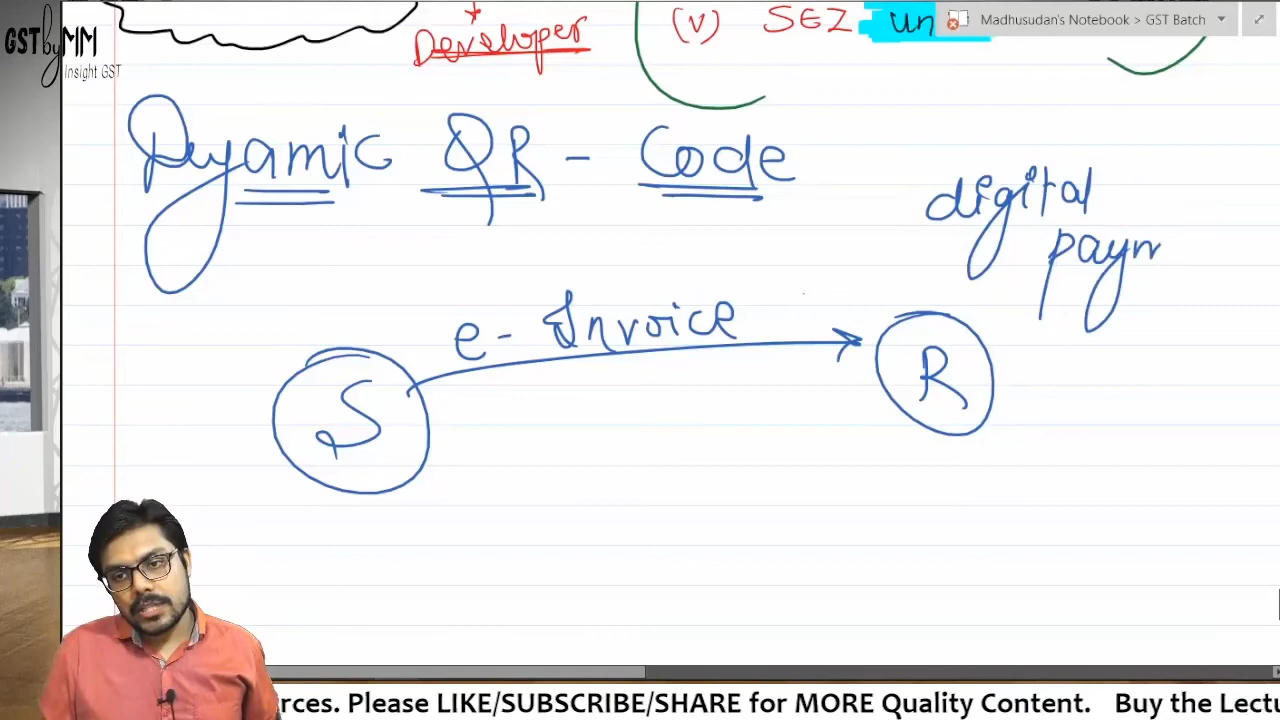 GST by MM
Insight GST
Developer
(v) SEZ un
Madhusudan's Notebook > GST Batch
Dyamic QR - Code
digital
paym
e- Invoice
S
R
rces. Please LIKE/SUBSCRIBE/SHARE for MORE Quality Content. Buy the Lectu